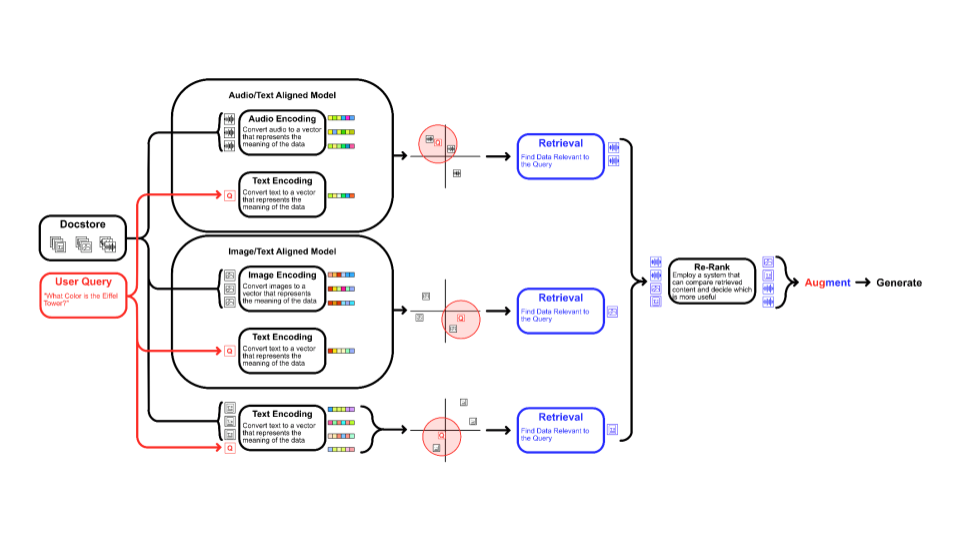 Audio/Text Aligned Model
Audio Encoding
Convert audio to a vector
that represents the
meaning of the data
Text Encoding
Convert text to a vector
that represents the
meaning of the data
Q
Q
Retrieval
Find Data Relevant to
the Query
Docstore
User Query
"What Color is the Eiffel
Tower?"
Image/Text Aligned Model
Image Encoding
Convert images to a
vector that represents
the meaning of the data
Text Encoding
Convert text to a vector
that represents the
meaning of the data
Q
Q
Retrieval
Find Data Relevant to
the Query
Text Encoding
Convert text to a vector
that represents the
meaning of the data
Q
Q
Retrieval
Find Data Relevant to
the Query
Re-Rank
Employ a system that
can compare retrieved
content and decide which
is more useful
Augment
Generate